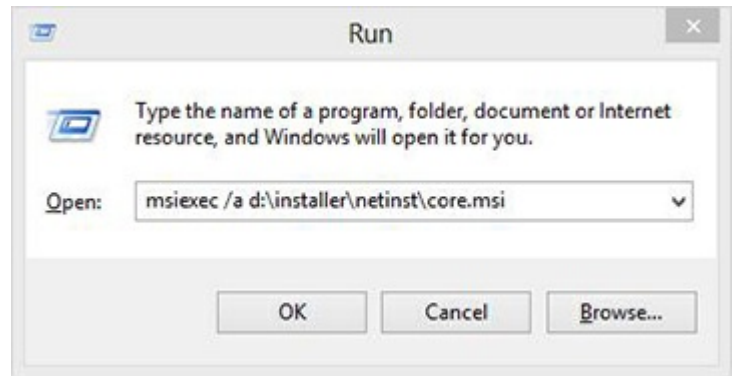 Run
Type the name of a program, folder, document or Internet
resource, and Windows will open it for you.
Open: msiexec /a d:\installer\netinst\core.msi
OK Cancel Browse...